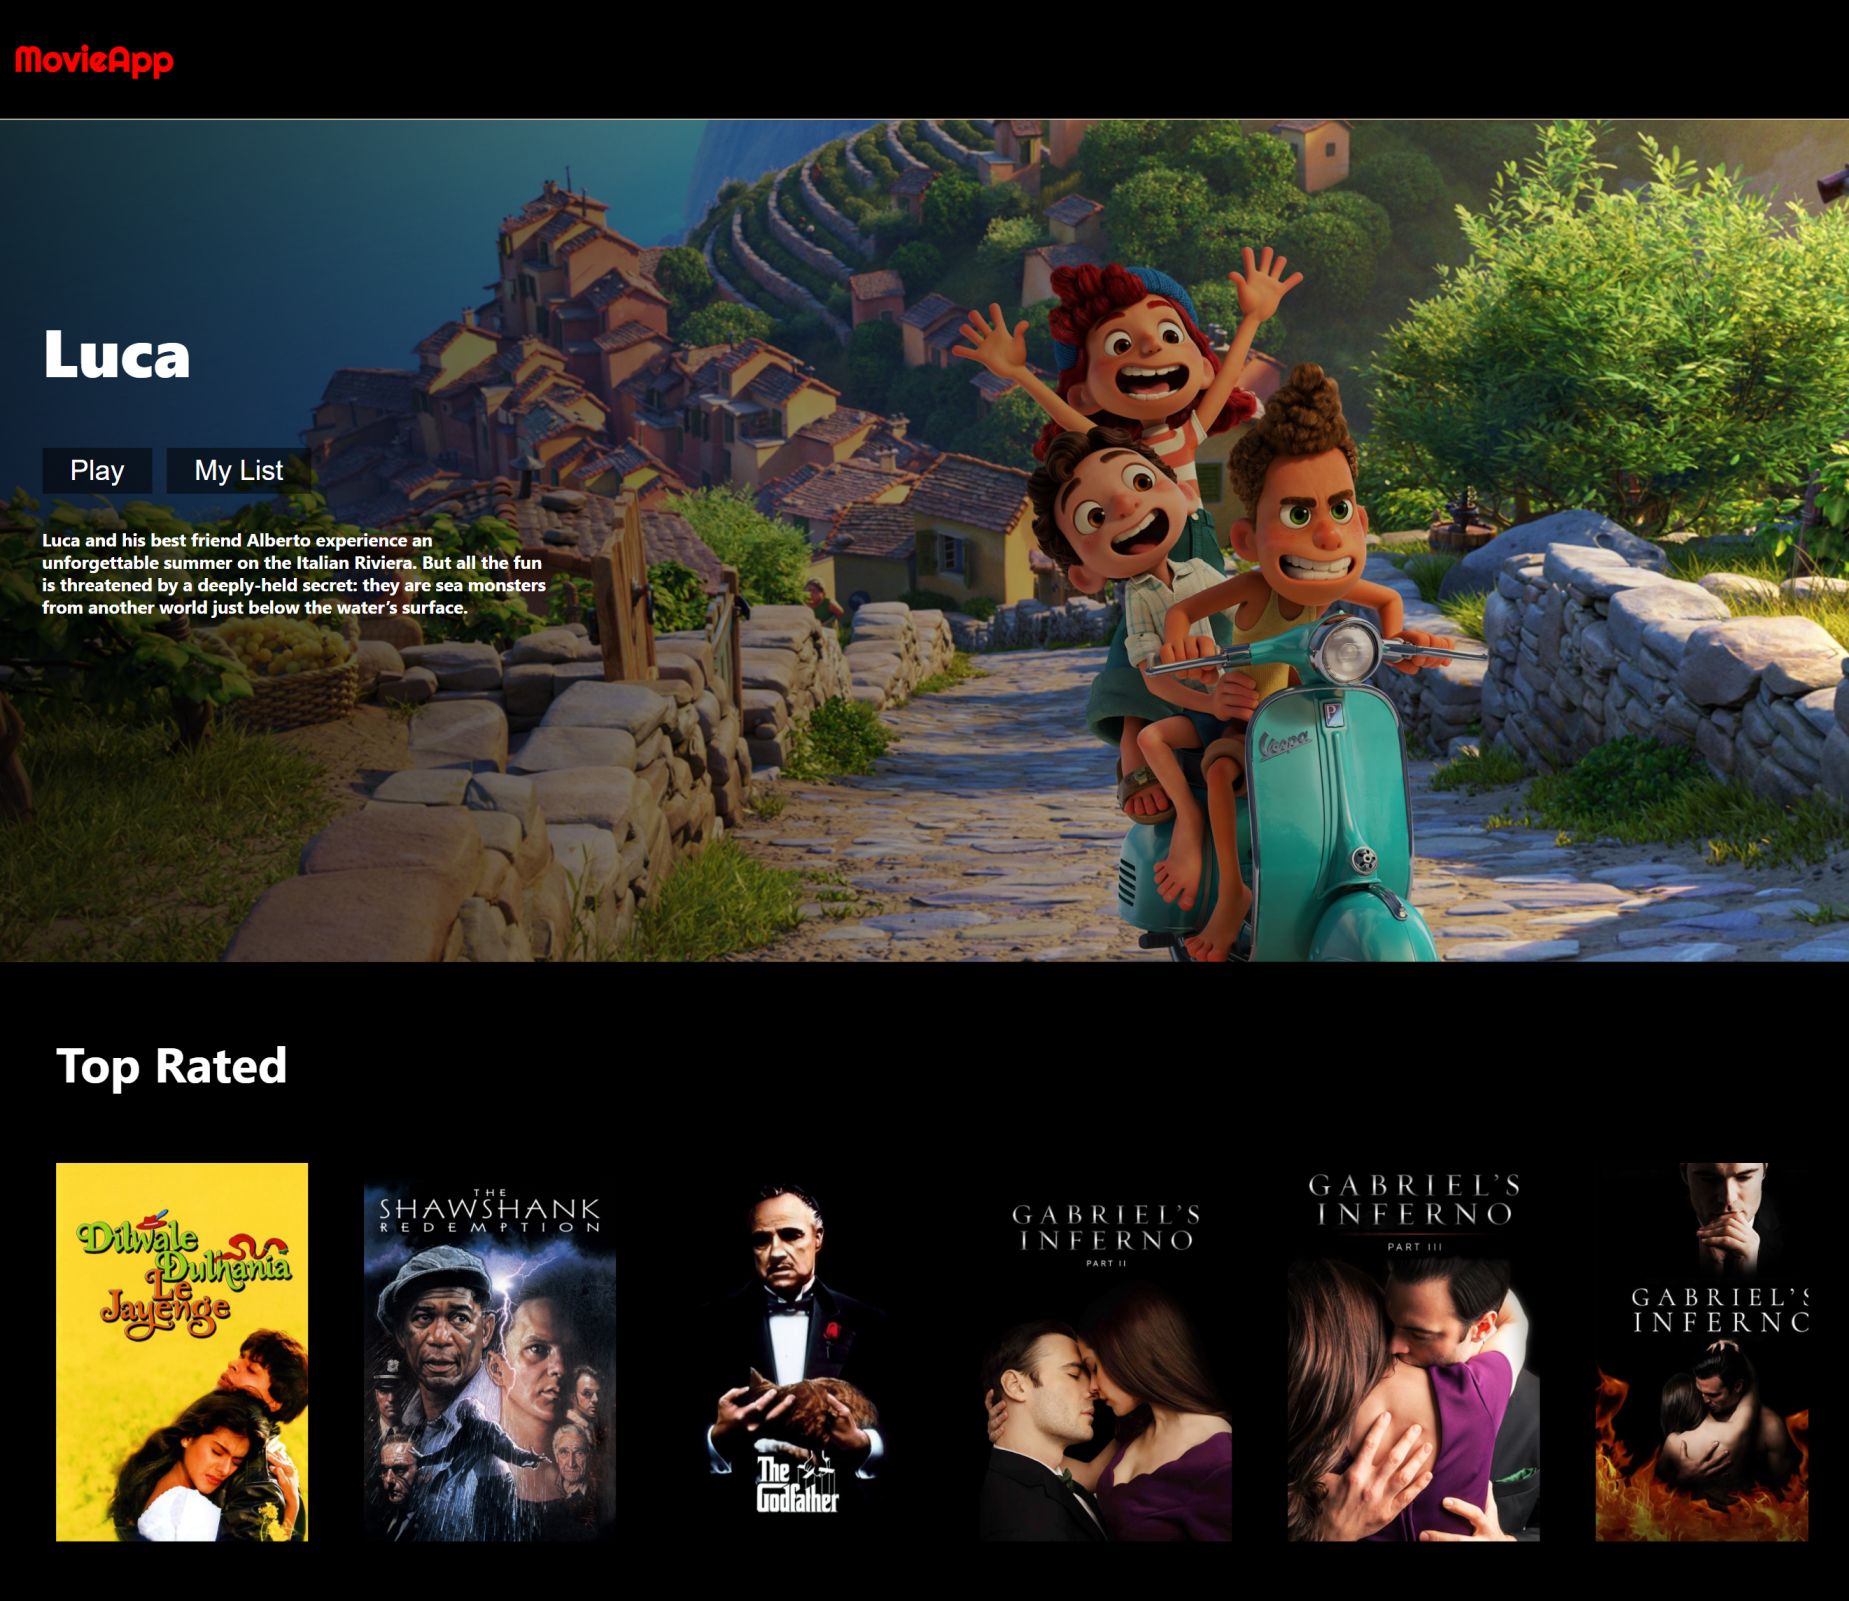 MovieApp
Luca
Play
My List
Luca and his best friend Alberto experience an
unforgettable summer on the Italian Riviera. But all the fun
is threatened by a deeply-held secret: they are sea monsters
from another world just below the water’s surface.
P
Vespa
Top Rated
Dilwale
Dulhania
Le
Jayenge
THE
SHAWSHANK
REDEMPTION
The
Godfather
GABRIEL'S
INFERNO
PART II
GABRIEL'S
INFERNO
PART III
GABRIEL'S
INFERNO